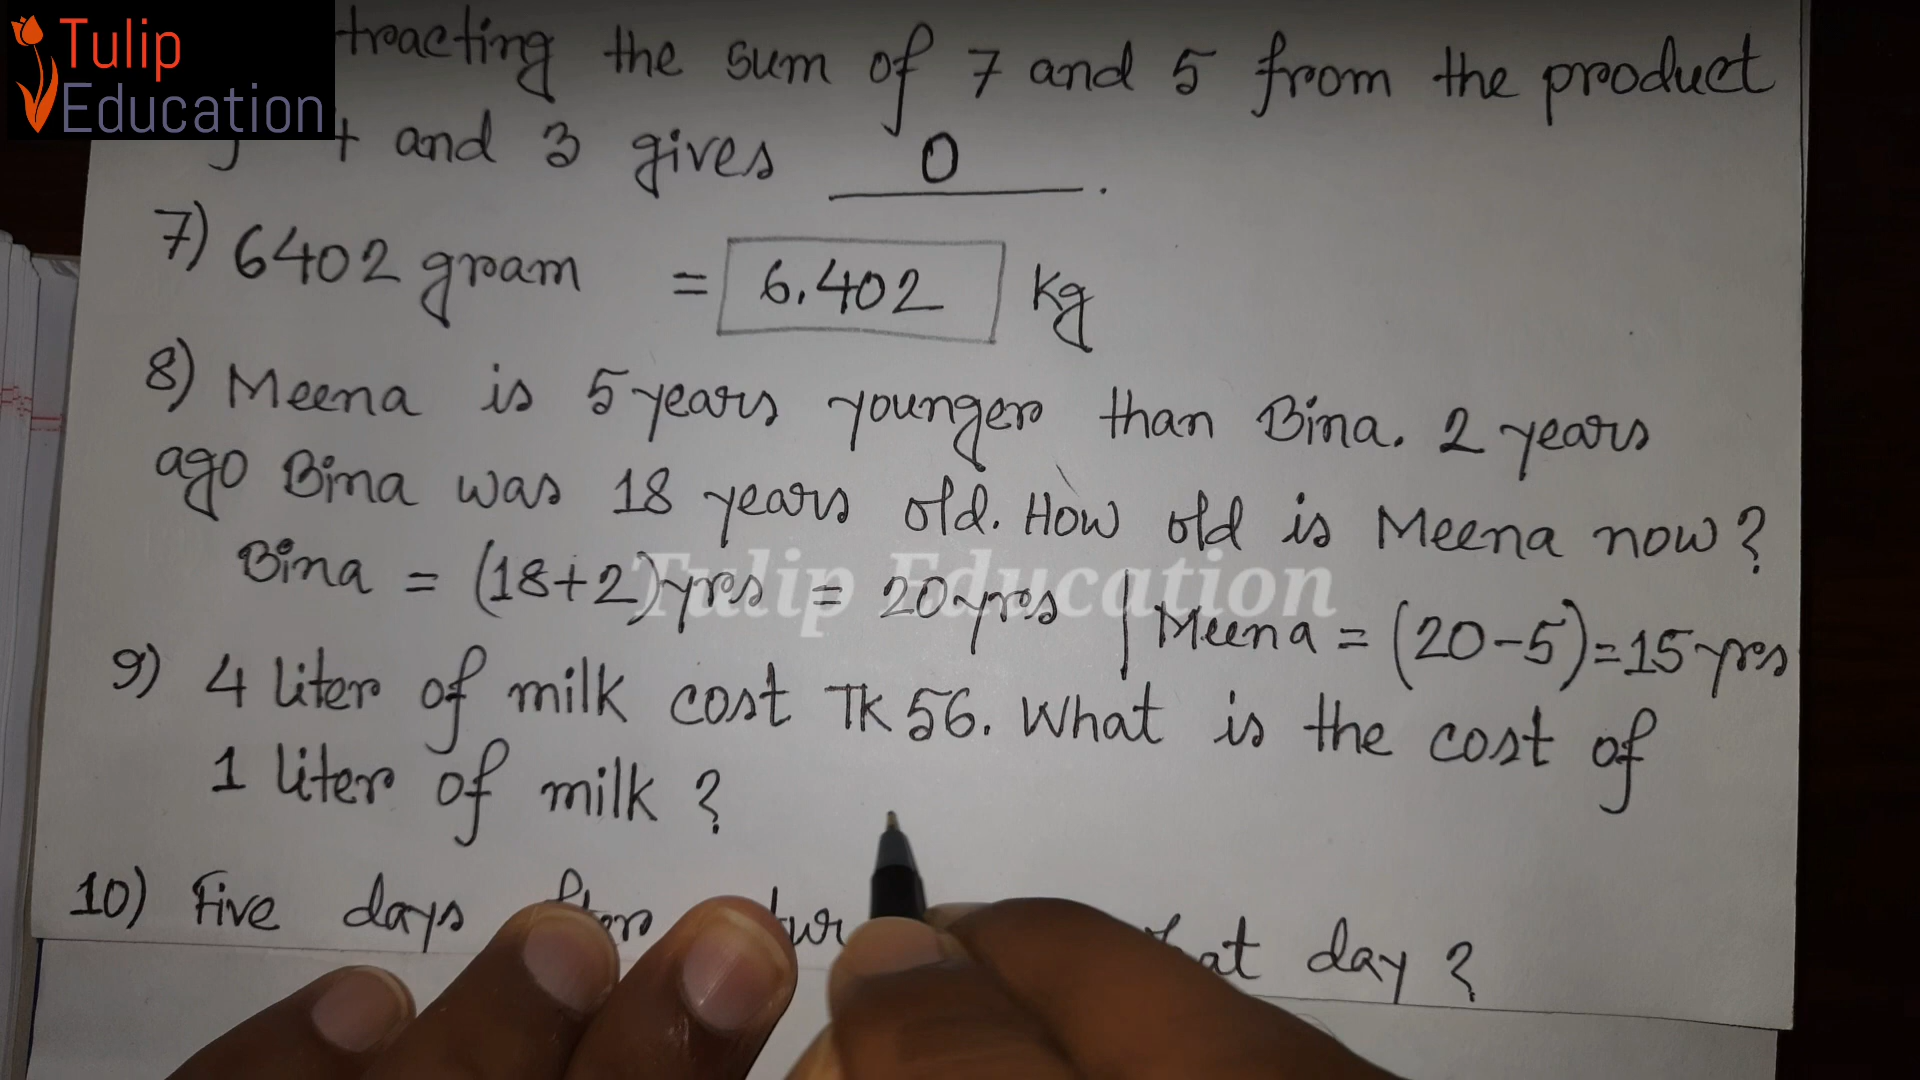 Tulip
Education
tracting the sum of 7 and 5 from the product
and 3 gives 0.
7) 6402 gram = 6.402 kg
8) Meena is 5 years younger than Bina. 2 years
ago Bina was 18 years old. How old is Meena now?
Bina = (18+2) yrs = 20 yrs | Meena = (20-5)=15 yrs
Tulip Education
9) 4 liter of milk cost TK 56. What is the cost of
1 liter of milk ?
10) Five days day ?